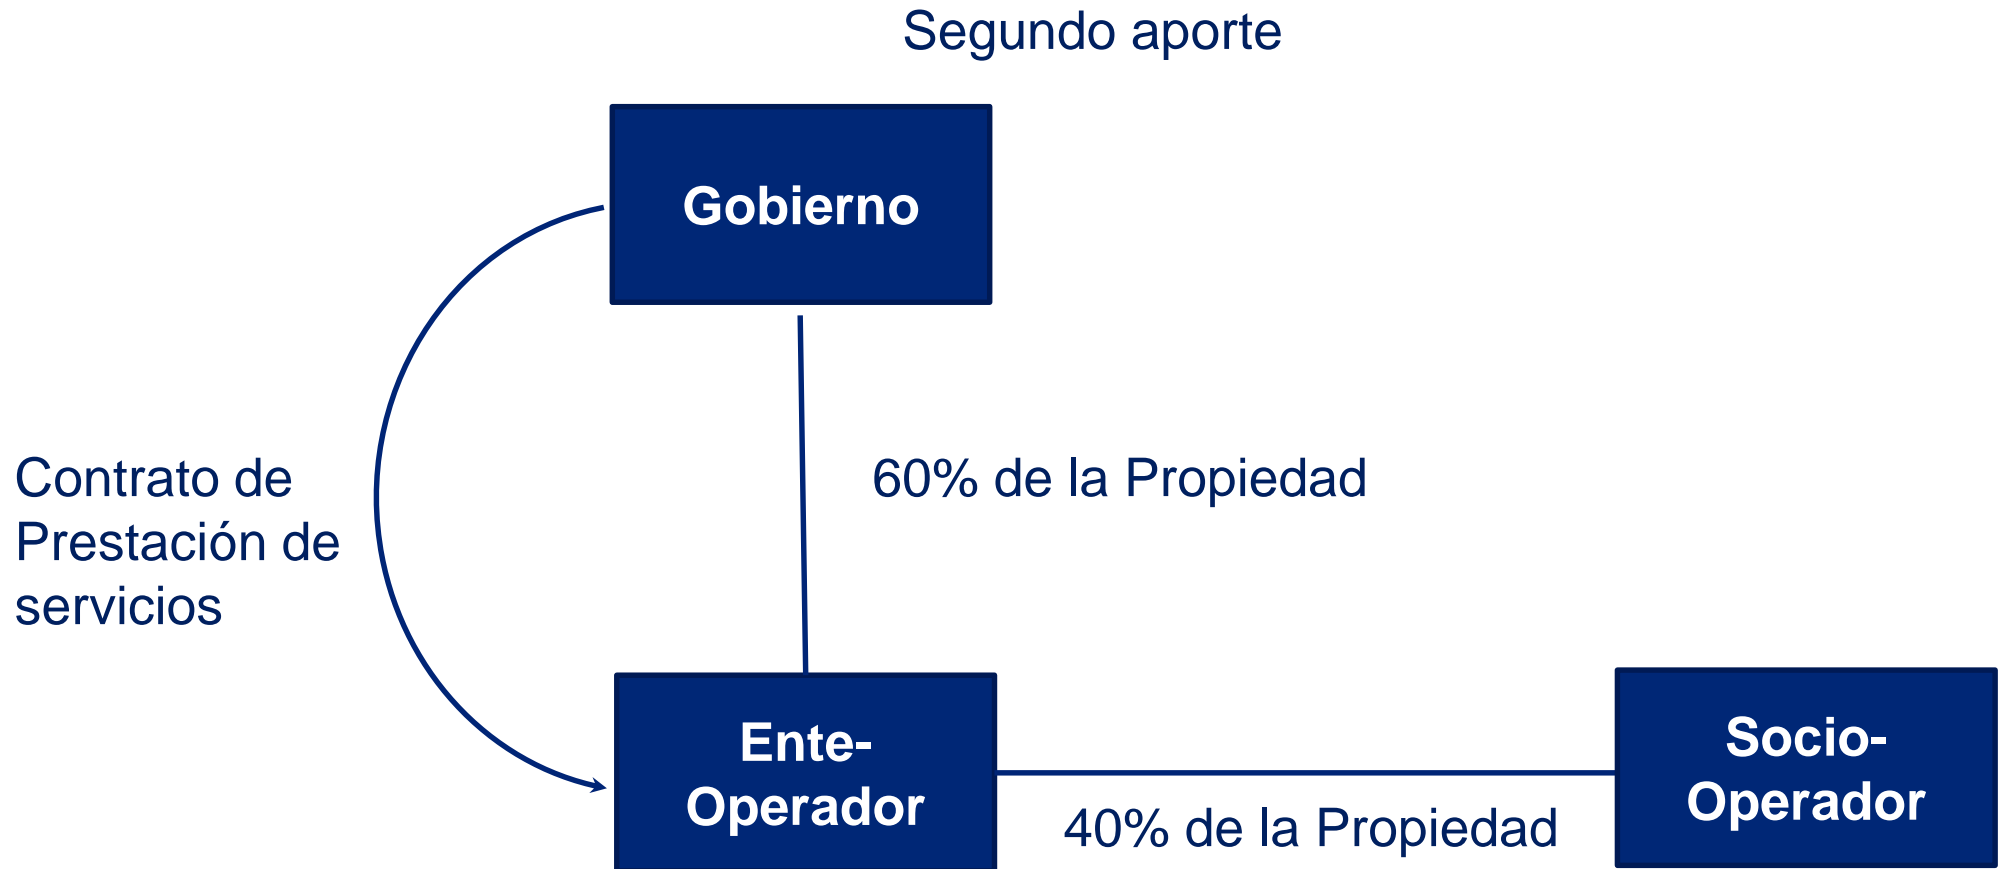 Segundo aporte
Gobierno
Contrato de
Prestación de
servicios
60% de la Propiedad
Ente-
Operador
40% de la Propiedad
Socio-
Operador